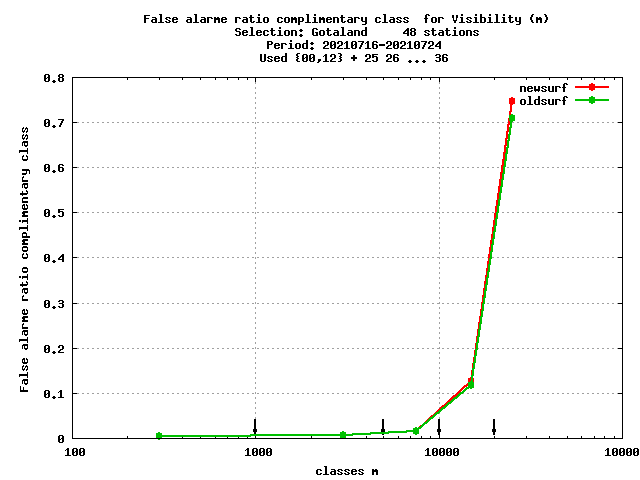 False alarme ratio complimentary class  for Visibility (m)
Selection: Gotaland     48 stations
Period: 20210716-20210724
Used {00,12} + 25 26 ... 36
newsurf
oldsurf
False alarme ratio complimentary class
0.8
0.7
0.6
0.5
0.4
0.3
0.2
0.1
0
100 1000 10000 10000
classes m